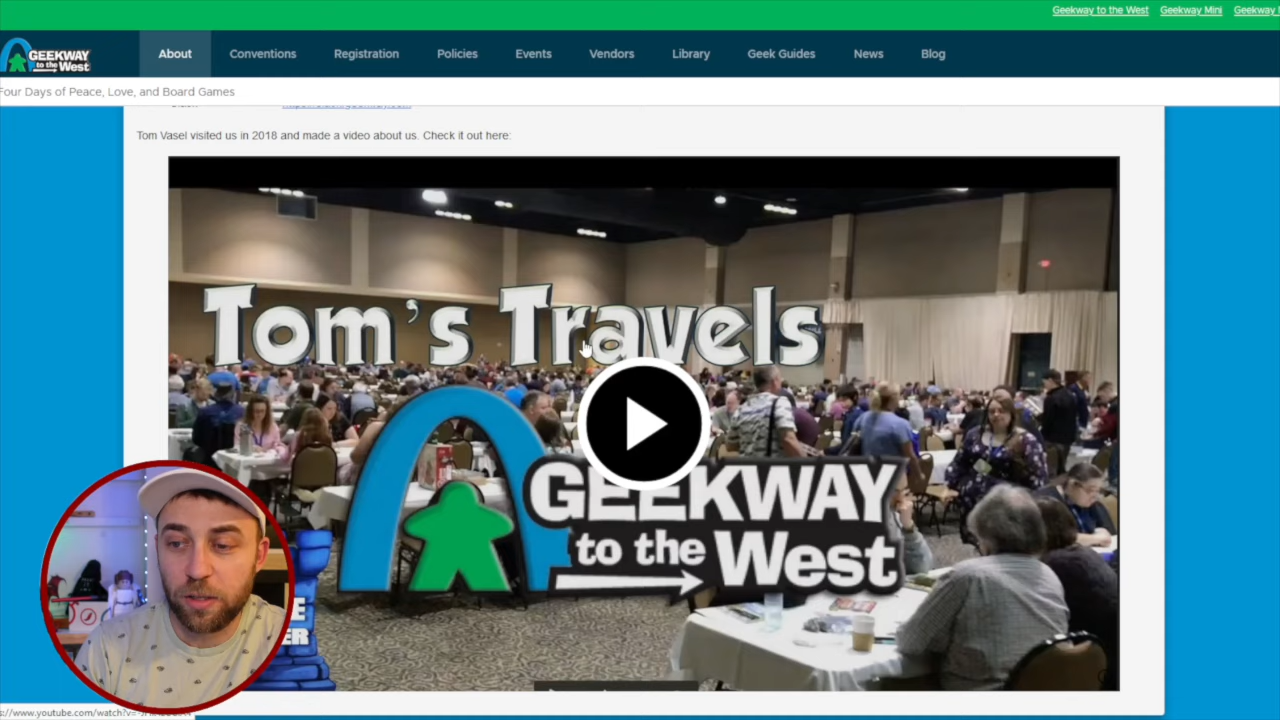 Geekway to the West Geekway Mini Geekway
GEEKWAY
to the West
About Conventions Registration Policies Events Vendors Library Geek Guides News Blog
Four Days of Peace, Love, and Board Games
Tom Vasel visited us in 2018 and made a video about us. Check it out here:
Tom's Travels
GEEKWAY
to the West